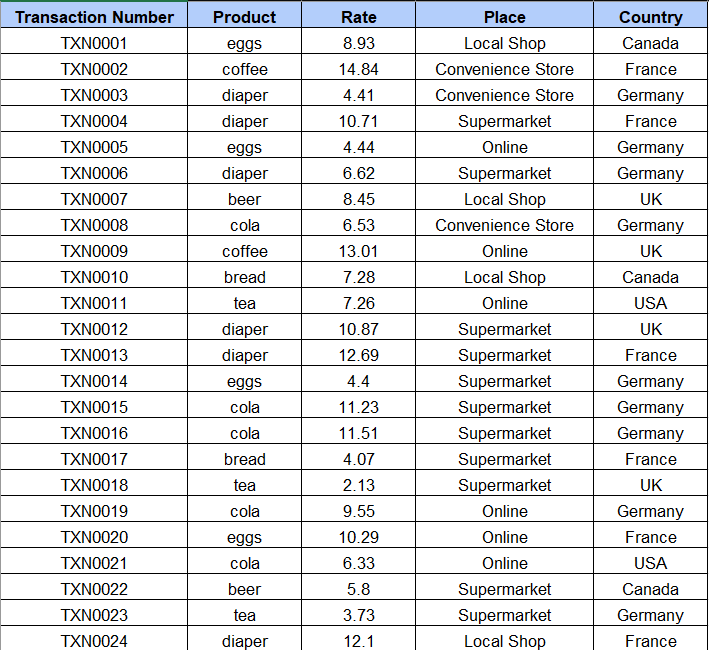 Transaction Number Product Rate Place Country
TXN0001 eggs 8.93 Local Shop Canada
TXN0002 coffee 14.84 Convenience Store France
TXN0003 diaper 4.41 Convenience Store Germany
TXN0004 diaper 10.71 Supermarket France
TXN0005 eggs 4.44 Online Germany
TXN0006 diaper 6.62 Supermarket Germany
TXN0007 beer 8.45 Local Shop UK
TXN0008 cola 6.53 Convenience Store Germany
TXN0009 coffee 13.01 Online UK
TXN0010 bread 7.28 Local Shop Canada
TXN0011 tea 7.26 Online USA
TXN0012 diaper 10.87 Supermarket UK
TXN0013 diaper 12.69 Supermarket France
TXN0014 eggs 4.4 Supermarket Germany
TXN0015 cola 11.23 Supermarket Germany
TXN0016 cola 11.51 Supermarket Germany
TXN0017 bread 4.07 Supermarket France
TXN0018 tea 2.13 Supermarket UK
TXN0019 cola 9.55 Online Germany
TXN0020 eggs 10.29 Online France
TXN0021 cola 6.33 Online USA
TXN0022 beer 5.8 Supermarket Canada
TXN0023 tea 3.73 Supermarket Germany
TXN0024 diaper 12.1 Local Shop France